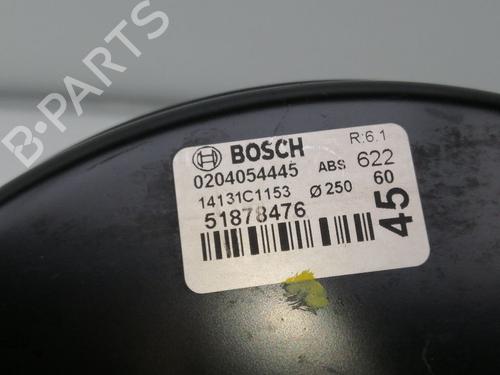 B-PARTS
BOSCH R:6.1
0204054445 ABS 622
14131C1153 Ø 250 60
51878476
45